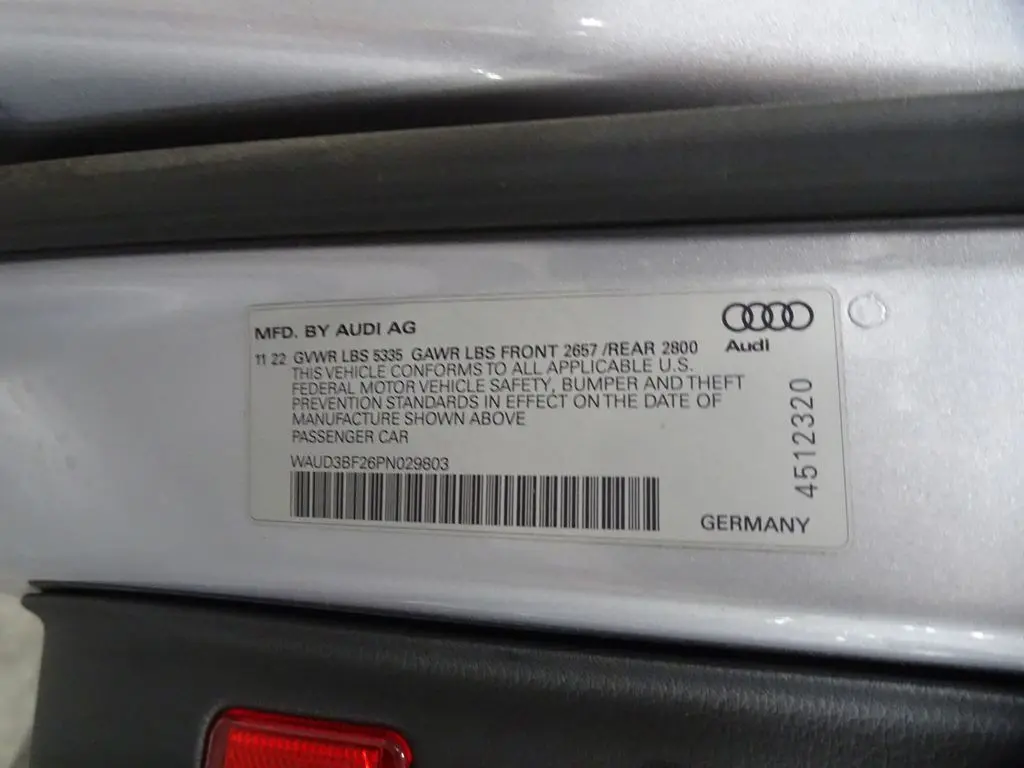 MFD. BY AUDI AG
Audi
11 22 GVWR LBS 5335 GAWR LBS FRONT 2657 /REAR 2800
THIS VEHICLE CONFORMS TO ALL APPLICABLE U.S.
FEDERAL MOTOR VEHICLE SAFETY, BUMPER AND THEFT
PREVENTION STANDARDS IN EFFECT ON THE DATE OF
MANUFACTURE SHOWN ABOVE
PASSENGER CAR
WAUD3BF26PN029803
4512320
GERMANY